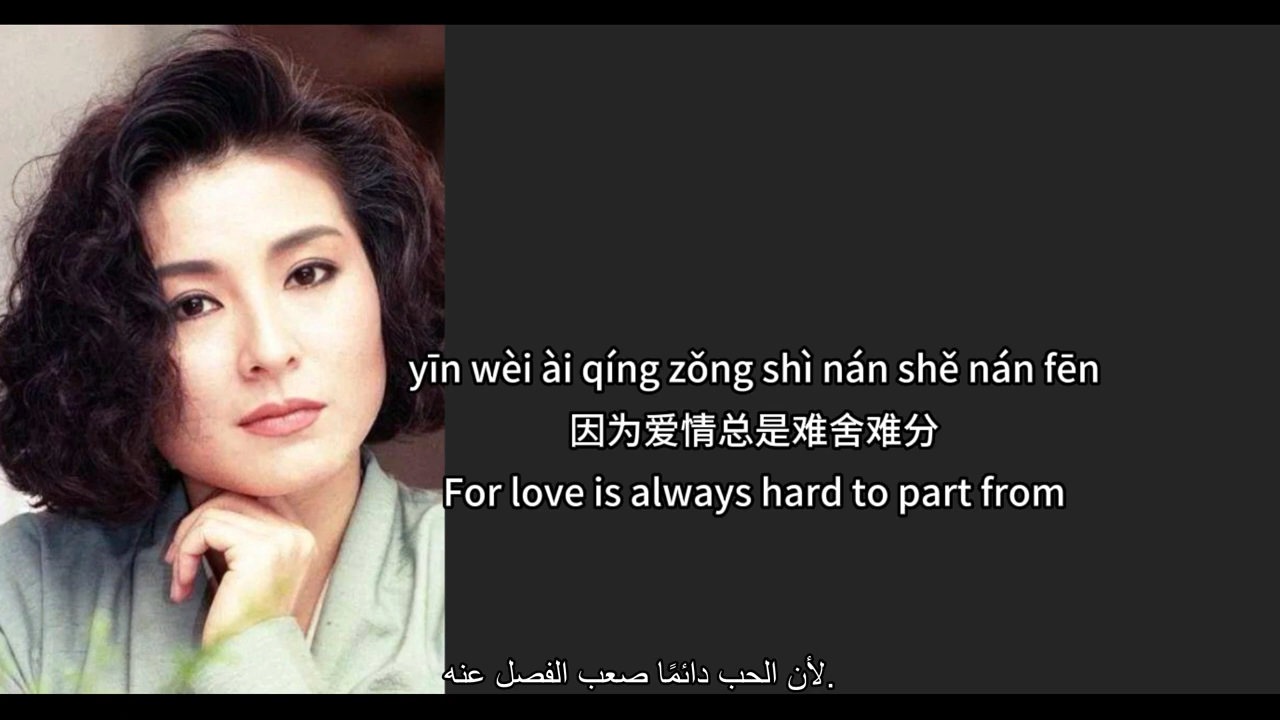 yīn wèi ài qíng zǒng shì nán shě nán fēn
因为爱情总是难舍难分
For love is always hard to part from
لأن الحب دائمًا صعب الفصل عنه.